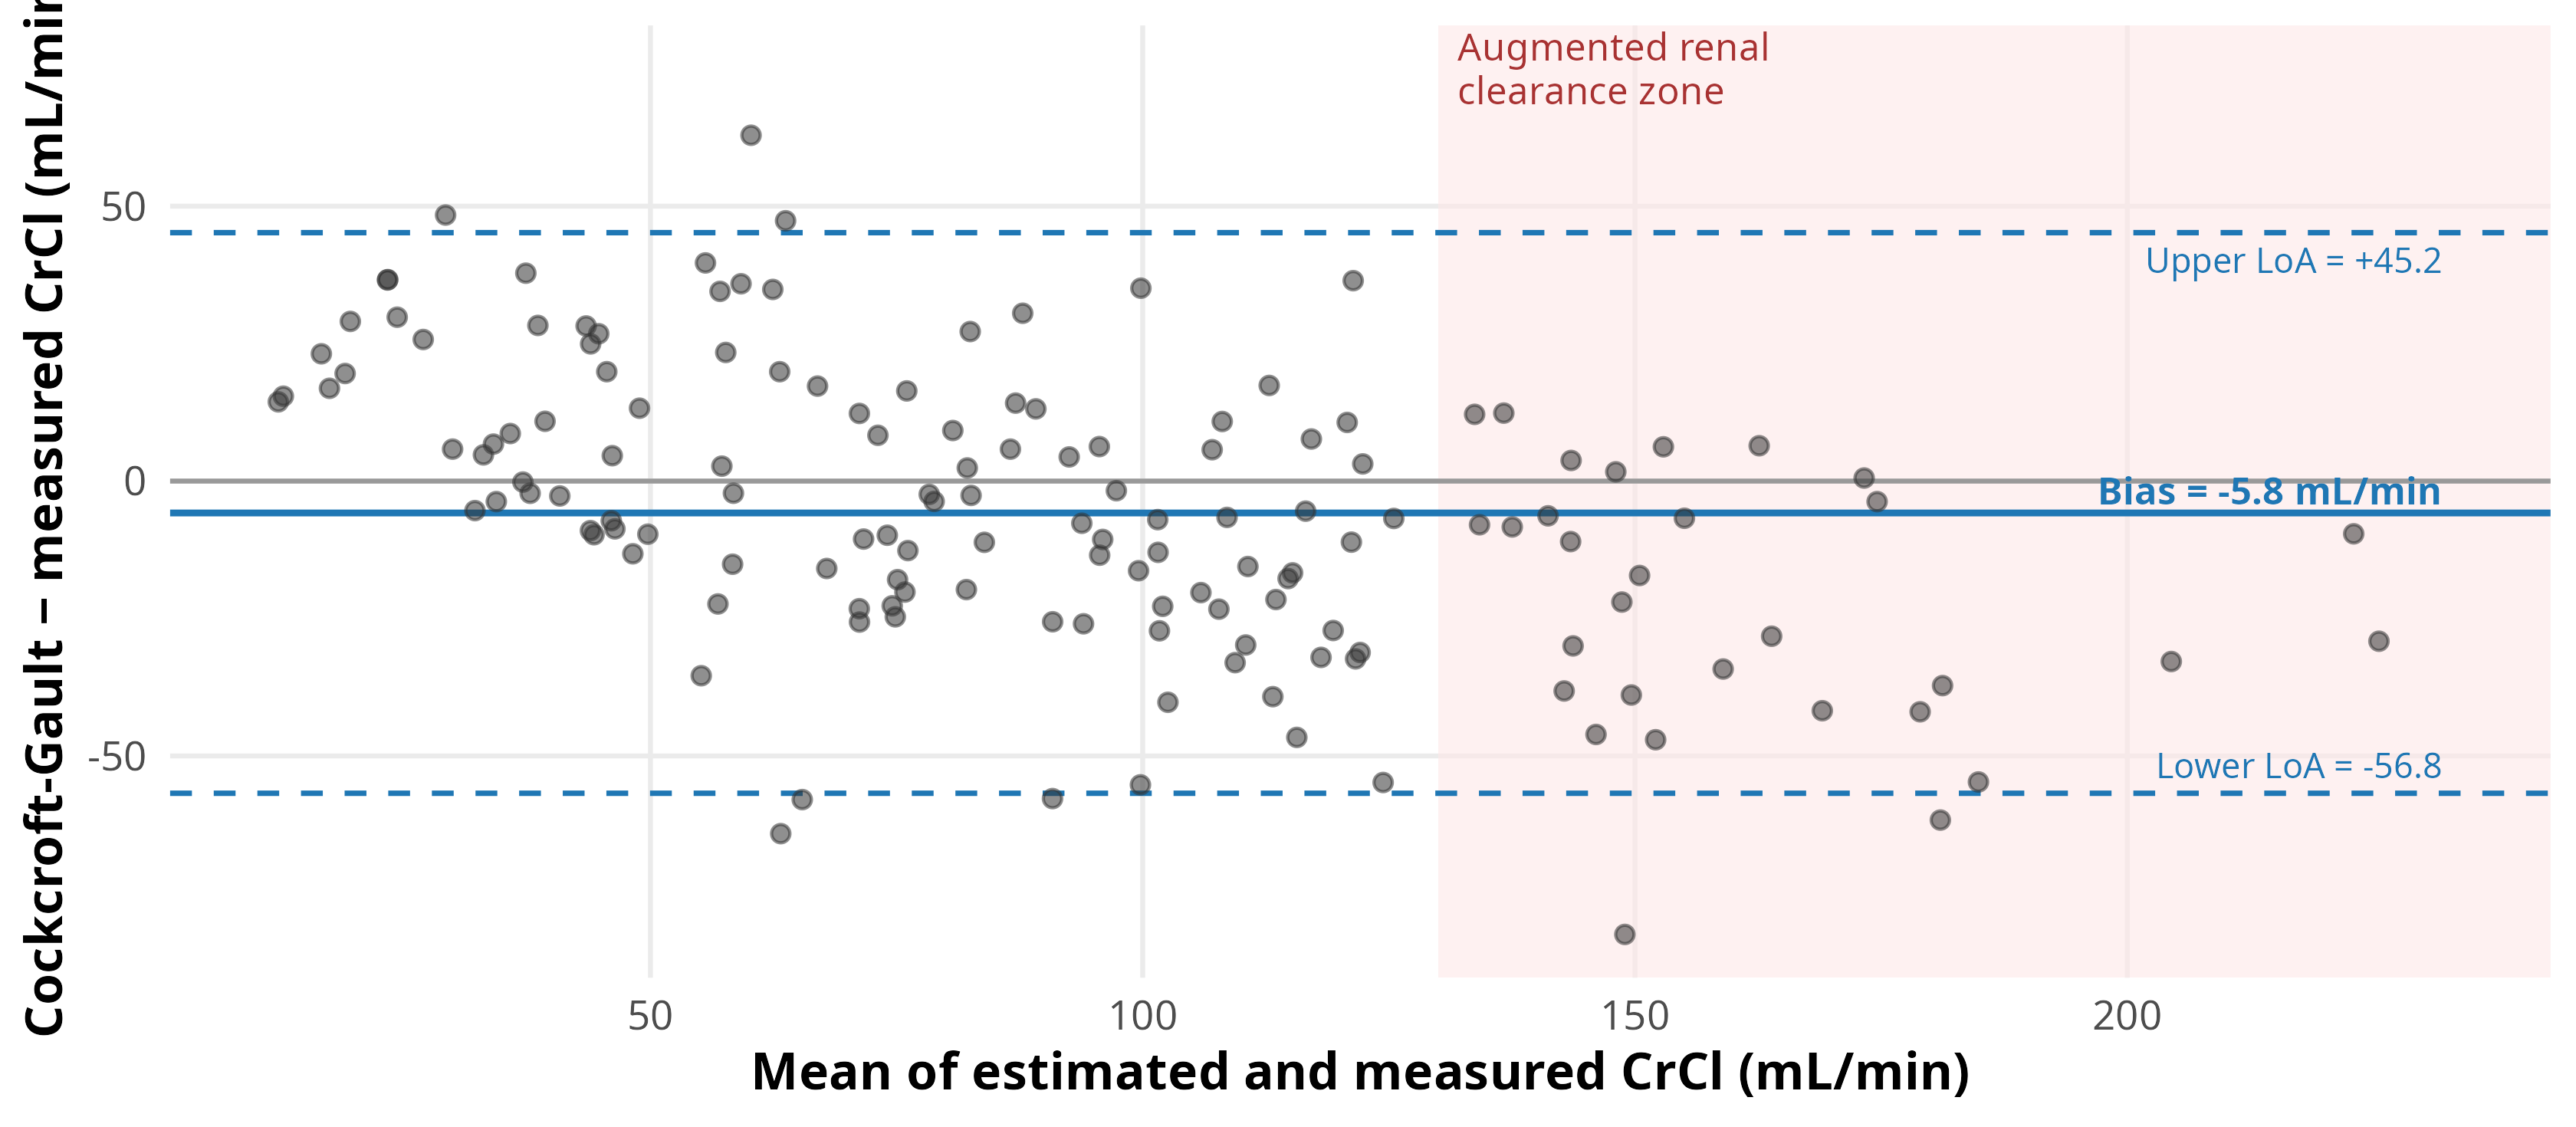 Cockcroft-Gault – measured CrCl (mL/min
Augmented renal
clearance zone
50
Upper LoA = +45.2
0
Bias = -5.8 mL/min
-50
Lower LoA = -56.8
50 100 150 200
Mean of estimated and measured CrCl (mL/min)